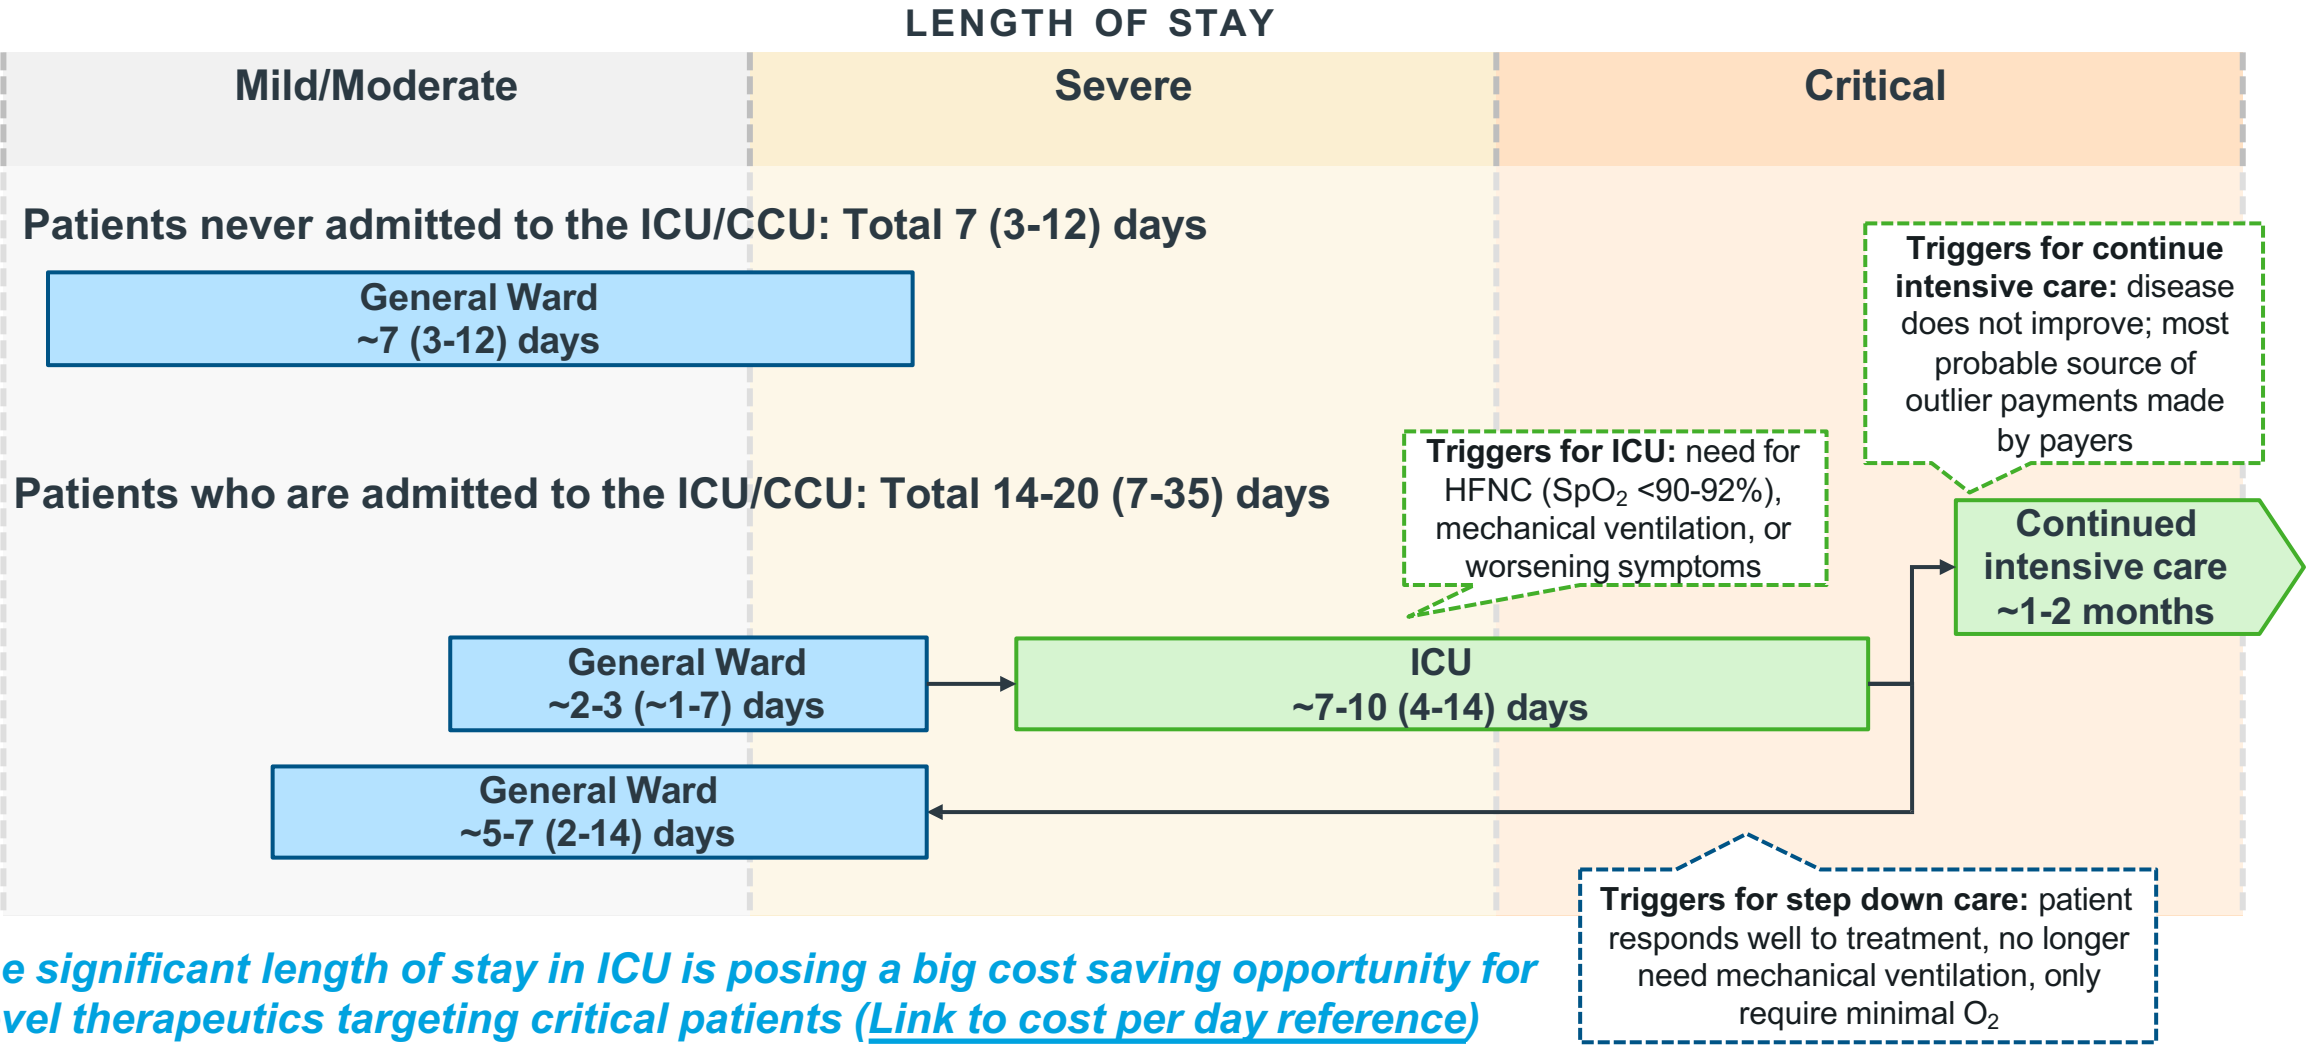 LENGTH OF STAY
Mild/Moderate
Severe
Critical
Patients never admitted to the ICU/CCU: Total 7 (3-12) days
General Ward
~7 (3-12) days
Triggers for continue
intensive care: disease
does not improve; most
probable source of
outlier payments made
by payers
Patients who are admitted to the ICU/CCU: Total 14-20 (7-35) days
Triggers for ICU: need for
HFNC (SpO₂ <90-92%),
mechanical ventilation, or
worsening symptoms
Continued
intensive care
~1-2 months
General Ward
~2-3 (~1-7) days
ICU
~7-10 (4-14) days
General Ward
~5-7 (2-14) days
Triggers for step down care: patient
responds well to treatment, no longer
need mechanical ventilation, only
require minimal O₂
e significant length of stay in ICU is posing a big cost saving opportunity for
vel therapeutics targeting critical patients (Link to cost per day reference)